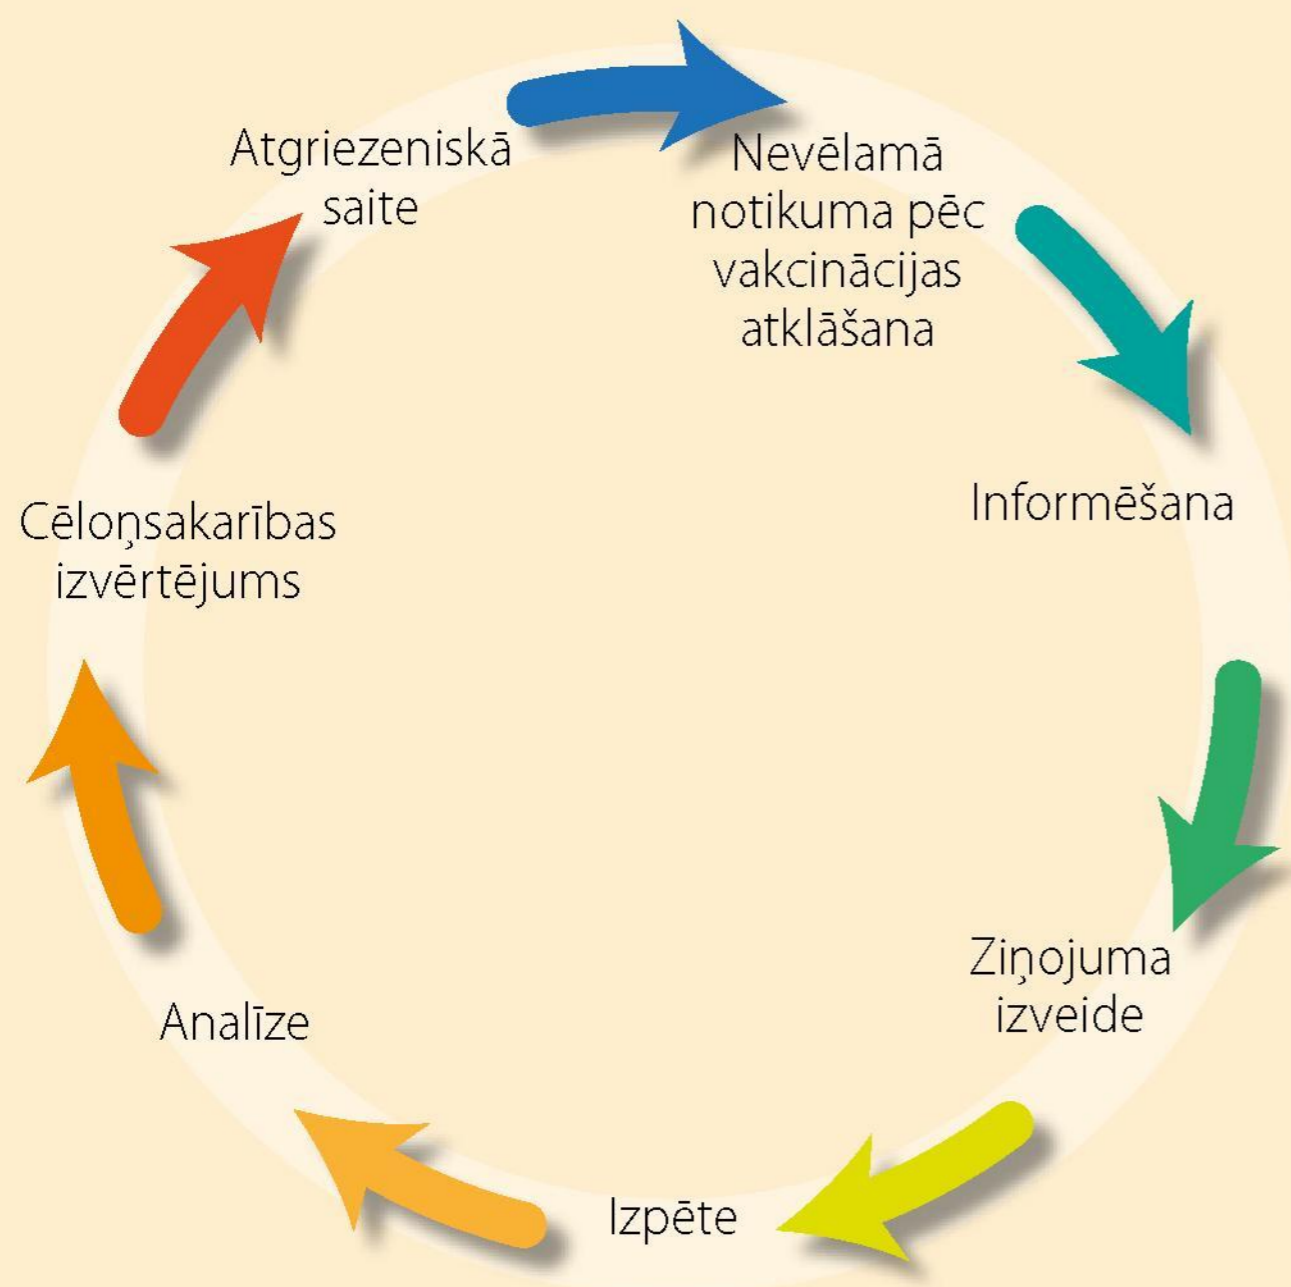 Atgriezeniskā
saite
Nevēlamā
notikuma pēc
vakcinācijas
atklāšana
Informēšana
Ziņojuma
izveide
Izpēte
Analīze
Cēloņsakarības
izvērtējums